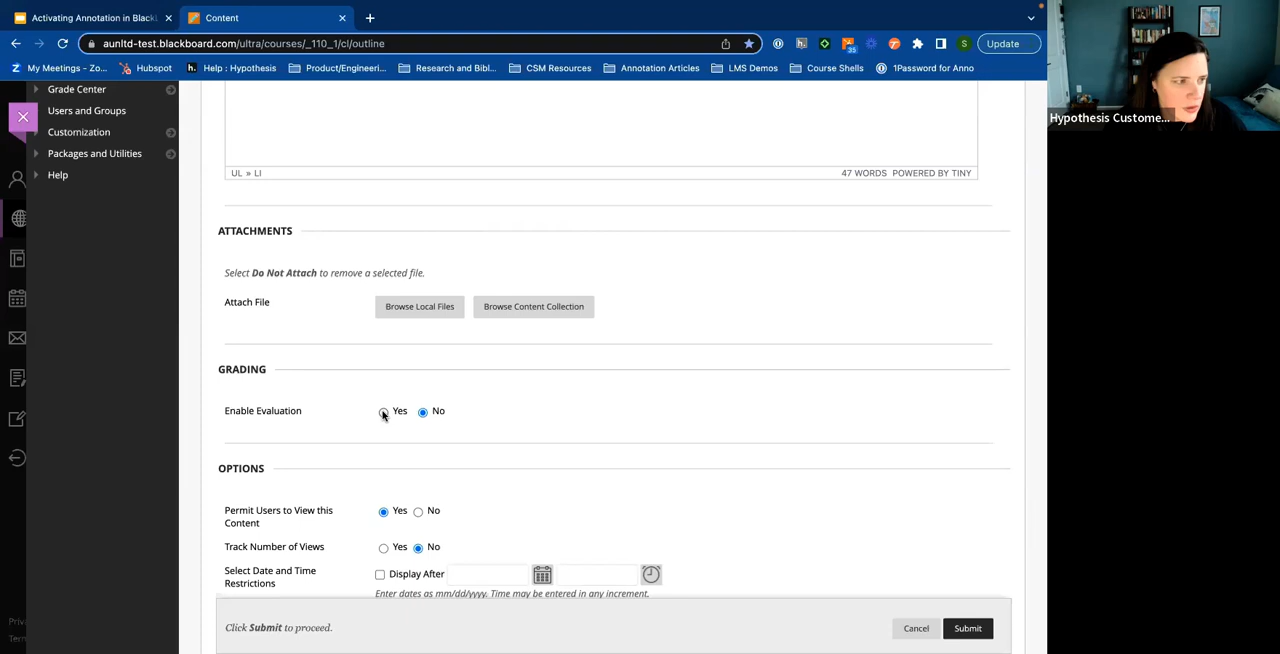 Activating Annotation in Black
Content
aunltd-test.blackboard.com/ultra/courses/_110_1/cl/outline
35
S
Update
My Meetings - Zo...
Hubspot
h.
Help : Hypothesis
Product/Engineeri...
Research and Bibl...
CSM Resources
Annotation Articles
LMS Demos
Course Shells
1Password for Anno
Hypothesis Custome...
Grade Center
Users and Groups
Customization
Packages and Utilities
Help
UL » LI
47 WORDS POWERED BY TINY
ATTACHMENTS
Select Do Not Attach to remove a selected file.
Attach File
Browse Local Files
Browse Content Collection
GRADING
Enable Evaluation
Yes
No
OPTIONS
Permit Users to View this
Content
Yes
No
Track Number of Views
Yes
No
Select Date and Time
Restrictions
Display After
Enter dates as mm/dd/yyyy. Time may be entered in any increment.
Click Submit to proceed.
Cancel
Submit